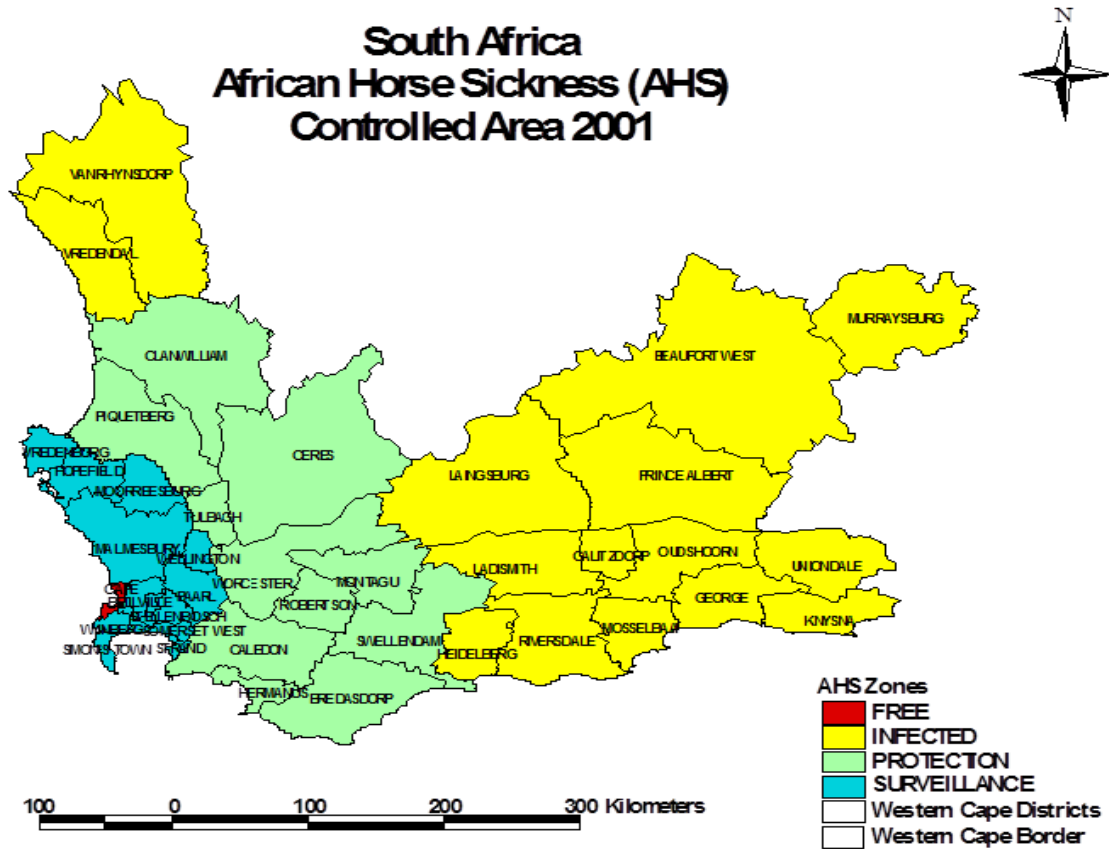 N
South Africa
African Horse Sickness (AHS)
Controlled Area 2001
VANRHYNSDORP
VREDENDAL
CLANWILLIAM
PIQUETBERG
CERES
VREDENBURG
HOPEFIELD
MOORREESBURG
TULBAGH
MALMESBURY
WELLINGTON
PAARL
WORCESTER
MONTAGU
ROBERTSON
SOMERSET WEST
STRAND
SIMONS TOWN
CALEDON
SWELLENDAM
HERMANUS
BREDASDORP
HEIDELBERG
RIVERSDALE
MOSSELBAAI
LADISMITH
LAINGSBURG
BEAUFORT WEST
MURRAYSBURG
PRINCE ALBERT
CALITZDORP
OUDSHOORN
UNIONDALE
GEORGE
KNYSNA
AHS Zones
FREE
INFECTED
PROTECTION
SURVEILLANCE
Western Cape Districts
Western Cape Border
100 0 100 200 300 Kilometers